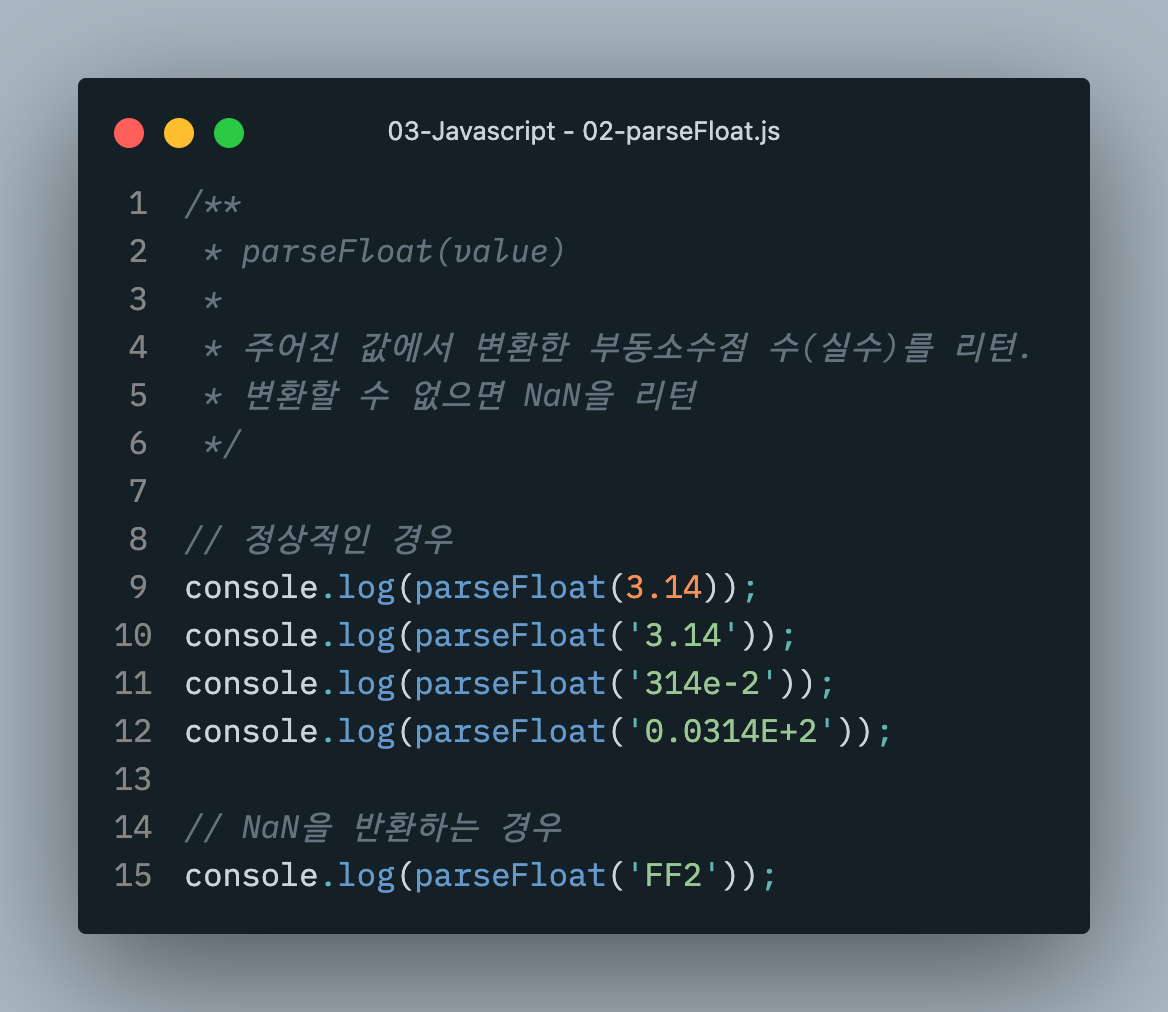 03-Javascript - 02-parseFloat.js
1 /**
2  * parseFloat(value)
3  *
4  * 주어진 값에서 변환한 부동소수점 수(실수)를 리턴.
5  * 변환할 수 없으면 NaN을 리턴
6  */
7
8 // 정상적인 경우
9 console.log(parseFloat(3.14));
10 console.log(parseFloat('3.14'));
11 console.log(parseFloat('314e-2'));
12 console.log(parseFloat('0.0314E+2'));
13
14 // NaN을 반환하는 경우
15 console.log(parseFloat('FF2'));